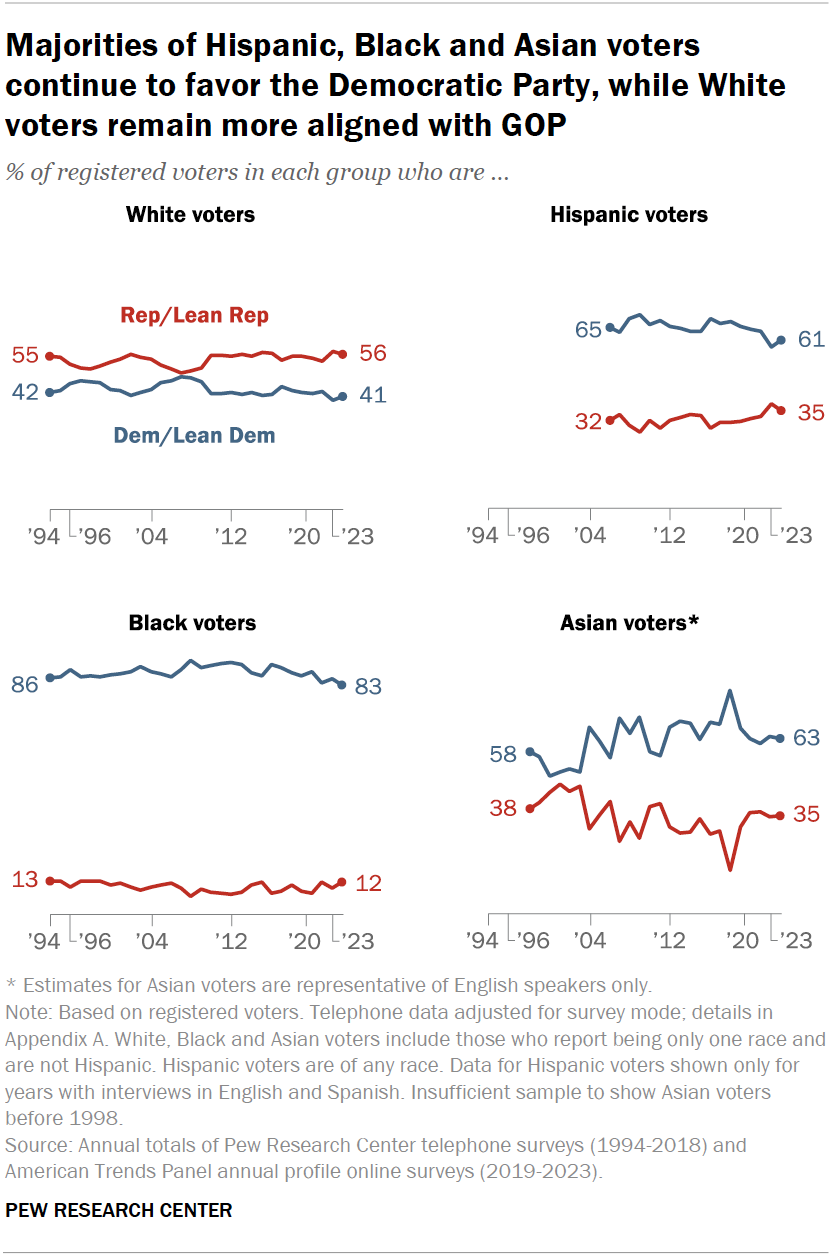 Majorities of Hispanic, Black and Asian voters
continue to favor the Democratic Party, while White
voters remain more aligned with GOP
% of registered voters in each group who are ...
White voters
Rep/Lean Rep
55
56
42
41
Dem/Lean Dem
'94 '96 '04 '12 '20 '23
Hispanic voters
65
61
32
35
'94 '96 '04 '12 '20 '23
Black voters
86
83
13
12
'94 '96 '04 '12 '20 '23
Asian voters*
58
63
38
35
'94 '96 '04 '12 '20 '23
* Estimates for Asian voters are representative of English speakers only.
Note: Based on registered voters. Telephone data adjusted for survey mode; details in
Appendix A. White, Black and Asian voters include those who report being only one race and
are not Hispanic. Hispanic voters are of any race. Data for Hispanic voters shown only for
years with interviews in English and Spanish. Insufficient sample to show Asian voters
before 1998.
Source: Annual totals of Pew Research Center telephone surveys (1994-2018) and
American Trends Panel annual profile online surveys (2019-2023).
PEW RESEARCH CENTER